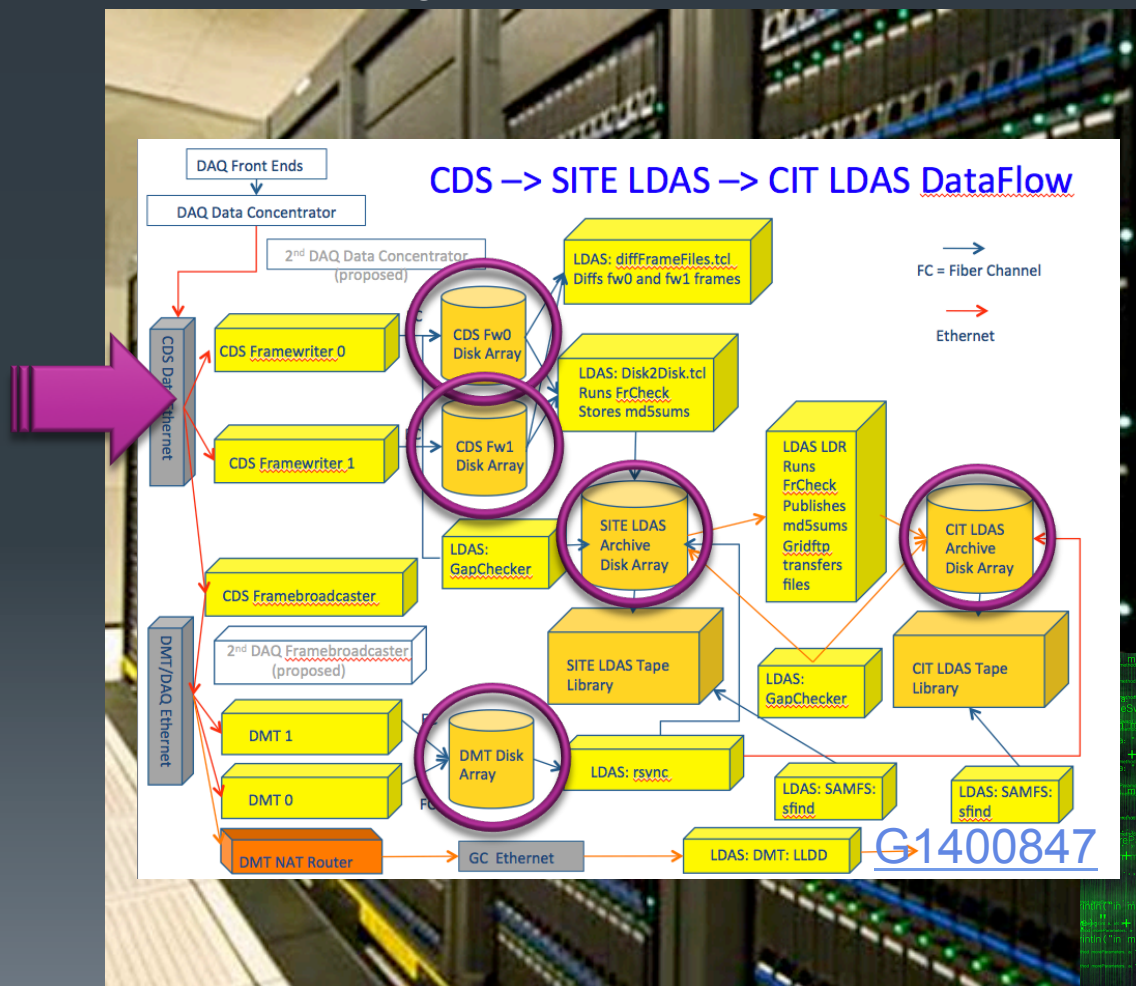 CDS –> SITE LDAS –> CIT LDAS DataFlow
DAQ Front Ends
DAQ Data Concentrator
2nd DAQ Data Concentrator
(proposed)
LDAS: diffFrameFiles.tcl
Diffs fw0 and fw1 frames
FC = Fiber Channel
Ethernet
CDS Framewriter 0
CDS Fw0
Disk Array
LDAS: Disk2Disk.tcl
Runs FrCheck
Stores md5sums
CDS
Ethernet
CDS Framewriter 1
CDS Fw1
Disk Array
LDAS LDR
Runs
FrCheck
Publishes
md5sums
Gridftp
transfers
files
SITE LDAS
Archive
Disk Array
CIT LDAS
Archive
Disk Array
LDAS:
GapChecker
CDS Framebroadcaster
2nd DAQ Framebroadcaster
(proposed)
DMT/DAQ Ethernet
SITE LDAS Tape
Library
LDAS:
GapChecker
CIT LDAS Tape
Library
DMT 1
DMT Disk
Array
LDAS: rsync
DMT 0
LDAS: SAMFS:
sfind
LDAS: SAMFS:
sfind
DMT NAT Router
GC Ethernet
LDAS: DMT: LLDD
G1400847